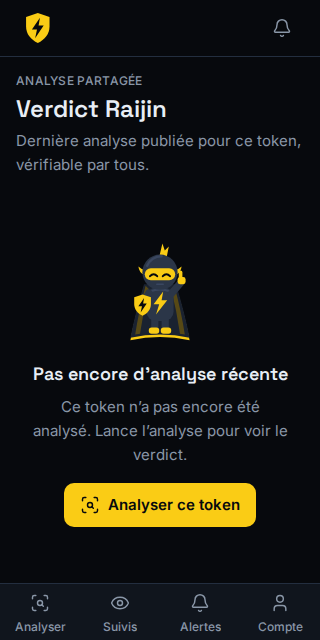 ANALYSE PARTAGÉE
Verdict Raijin
Dernière analyse publiée pour ce token,
vérifiable par tous.
Pas encore d’analyse récente
Ce token n’a pas encore été
analysé. Lance l’analyse pour voir le
verdict.
Analyser ce token
Analyser Suivis Alertes Compte